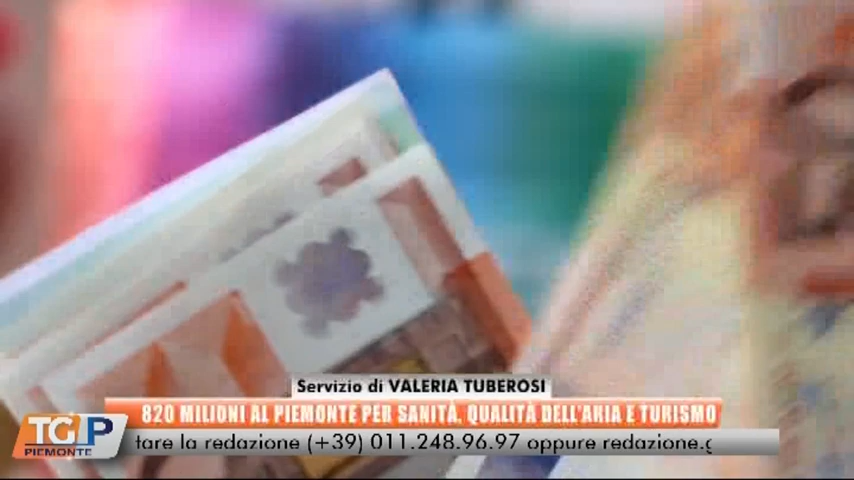 Servizio di VALERIA TUBEROSI
820 MILIONI AL PIEMONTE PER SANITÀ, QUALITÀ DELL'ARIA E TURISMO
TGP
PIEMONTE
tare la redazione (+39) 011.248.96.97 oppure redazione.g